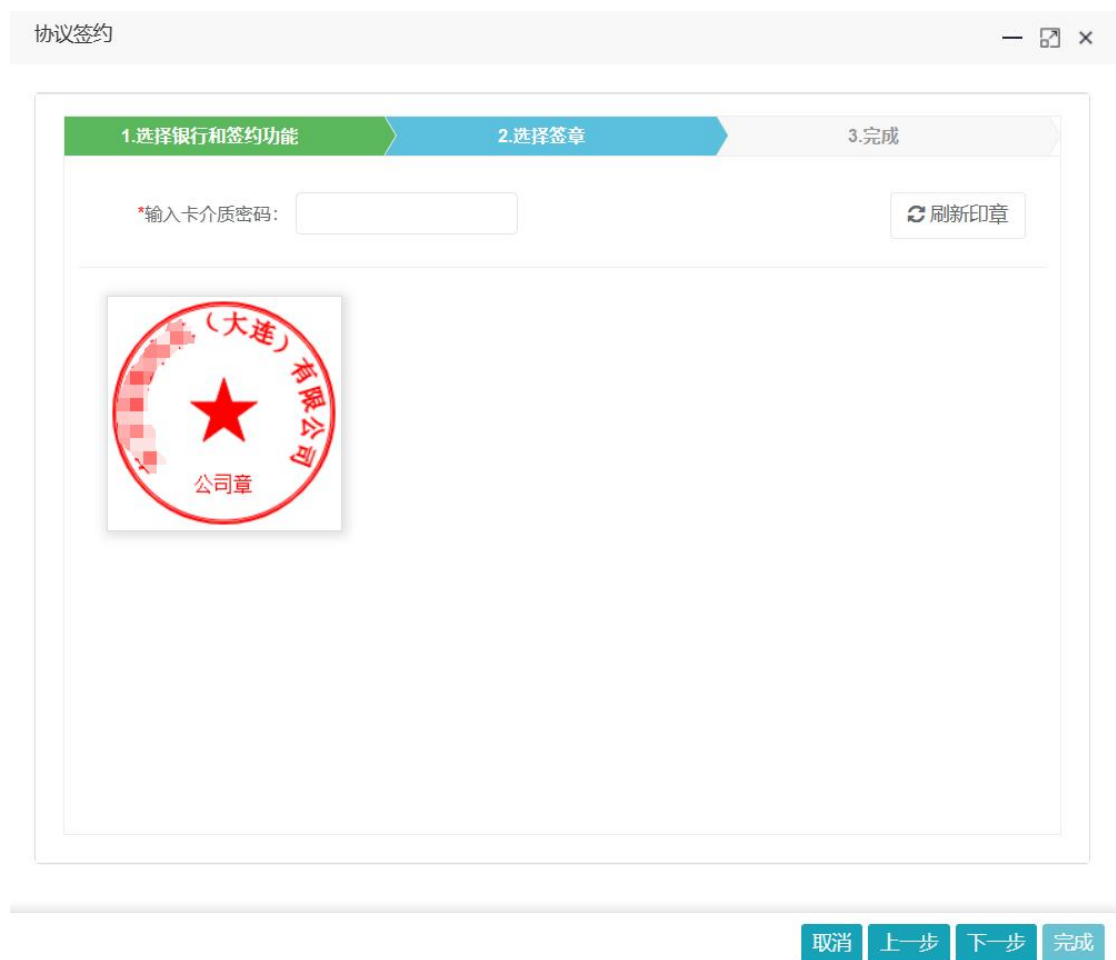 协议签约
1.选择银行和签约功能
2.选择签章
3.完成
*输入卡介质密码:
刷新印章
（大连）有限公司
公司章
取消
上一步
下一步
完成